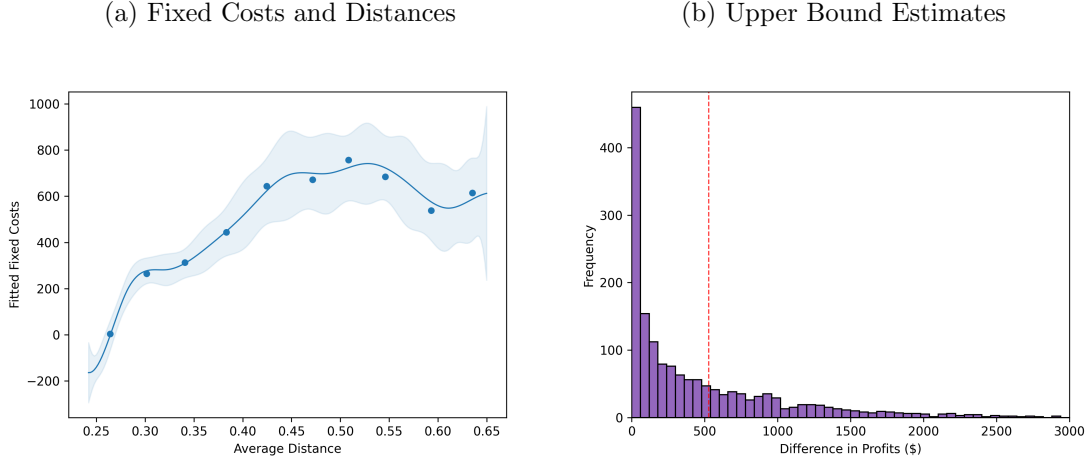 (a) Fixed Costs and Distances
1000
800
600
400
200
0
−200
Fitted Fixed Costs
0.25 0.30 0.35 0.40 0.45 0.50 0.55 0.60 0.65
Average Distance
(b) Upper Bound Estimates
400
300
200
100
0
Frequency
0 500 1000 1500 2000 2500 3000
Difference in Profits ($)